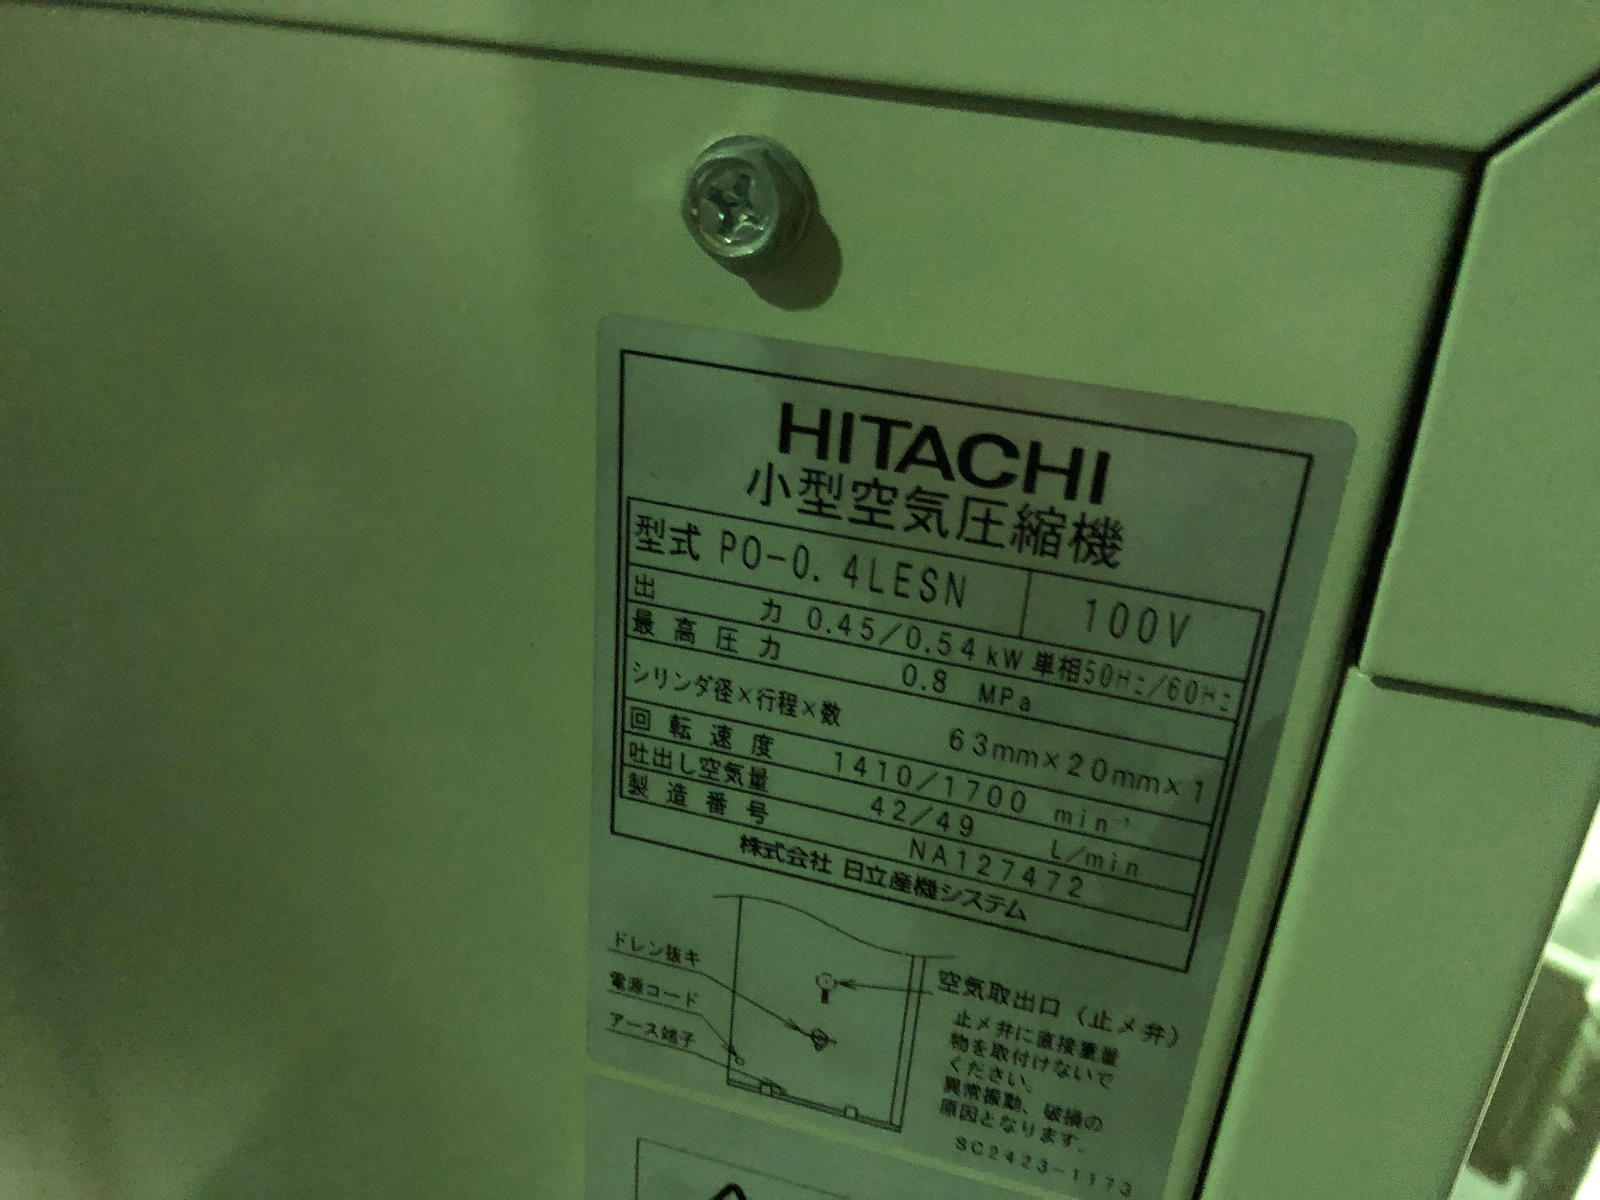 HITACHI
小型空気圧縮機
型式 PO-0.4LESN 100V
出力 0.45/0.54 kW 単相50Hz/60Hz
最高圧力 0.8 MPa
シリンダ径×行程×数 63mm×20mm×1
回転速度 1410/1700 min⁻¹
吐出し空気量 42/49 L/min
製造番号 NA127472
株式会社 日立産機システム
ドレン抜キ
電源コード
アース端子
空気取出口(止メ弁)
止メ弁に直接重量
物を取付けないで
ください。
異常振動、破損の
原因となります。
SC2423-1173